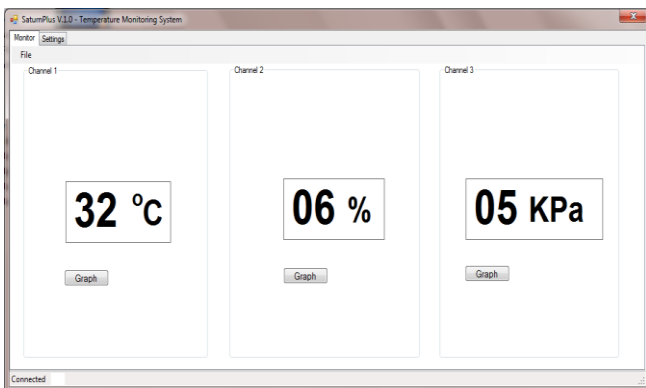 SaturnPlus V.1.0 - Temperature Monitoring System
Monitor Settings
File
Channel 1
32 °C
Graph
Channel 2
06 %
Graph
Channel 3
05 KPa
Graph
Connected